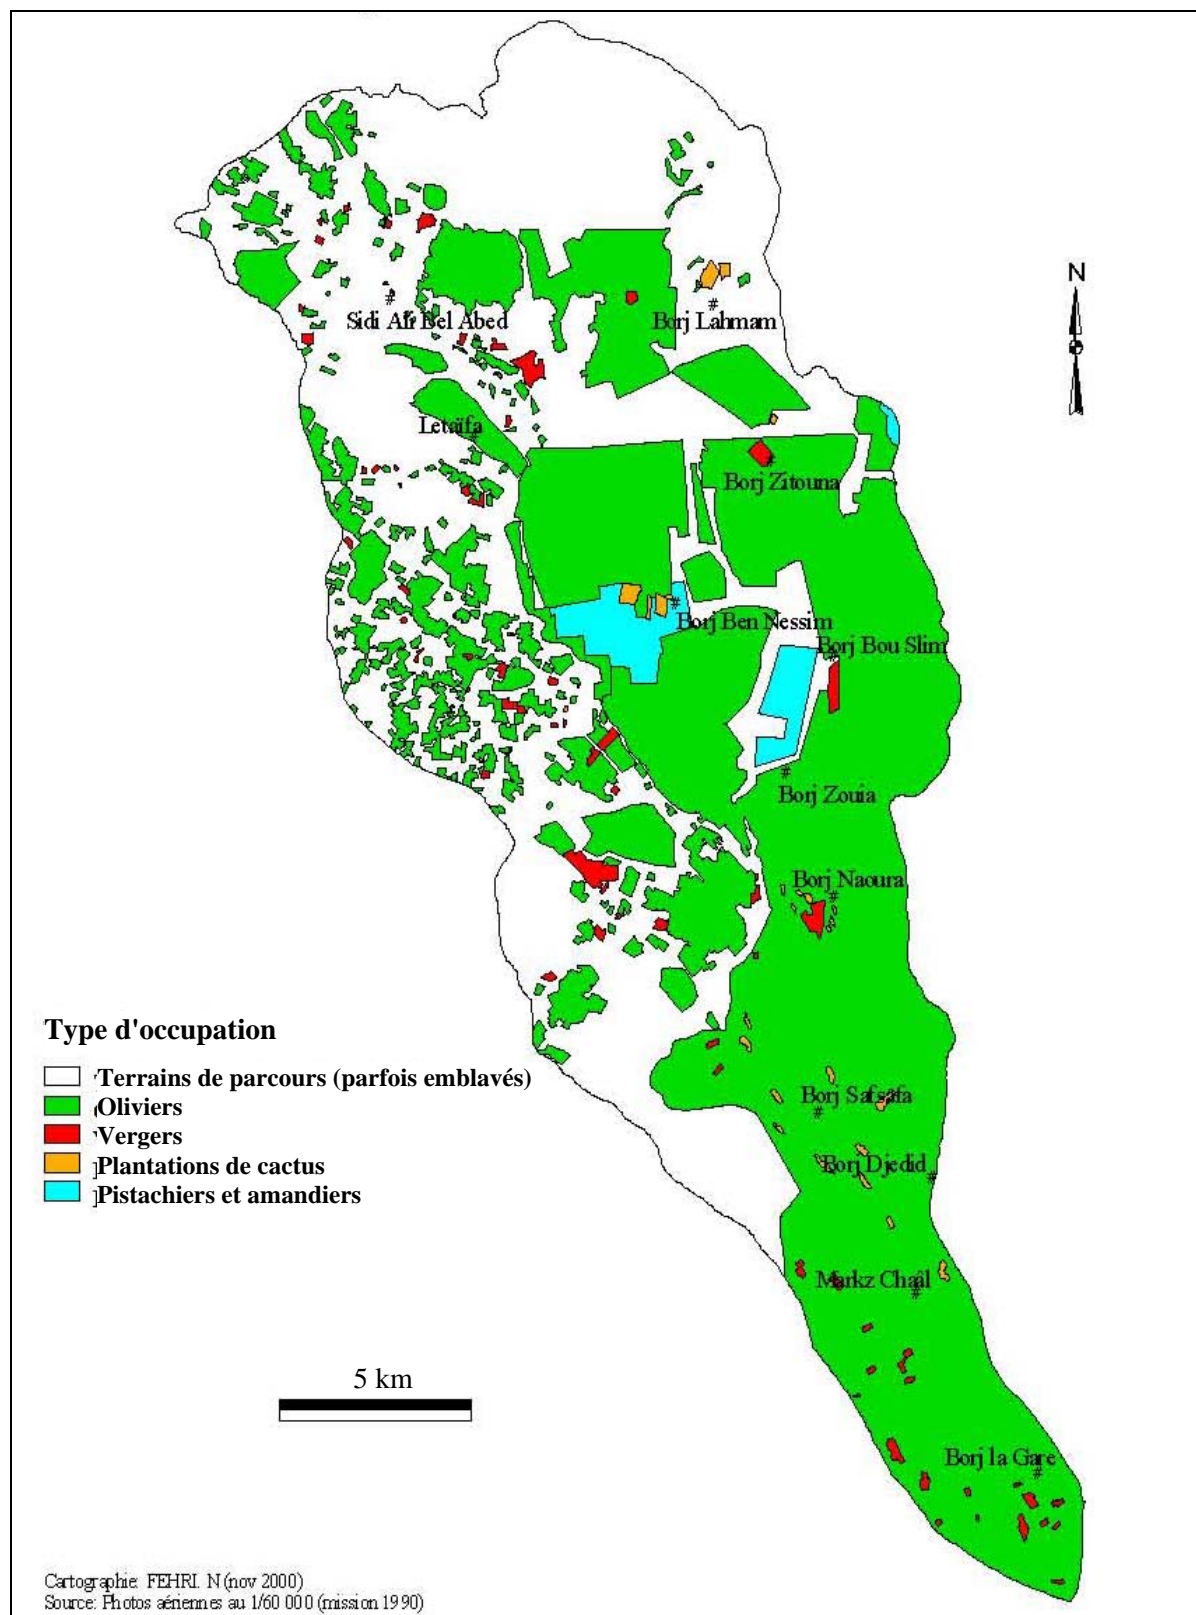 N
Sidi Ali Bel Abed
Borj Lahmam
Letaïfa
Borj Zitouna
Borj Ben Nessim
Borj Bou Slim
Borj Zouia
Borj Naoura
Type d'occupation
Terrains de parcours (parfois emblavés)
Oliviers
Vergers
Plantations de cactus
Pistachiers et amandiers
Borj Safsafa
Borj Djedid
Markz Chaâl
5 km
Borj la Gare
Cartographie: FEHRI. N (nov 2000)
Source: Photos aériennes au 1/60 000 (mission 1990)